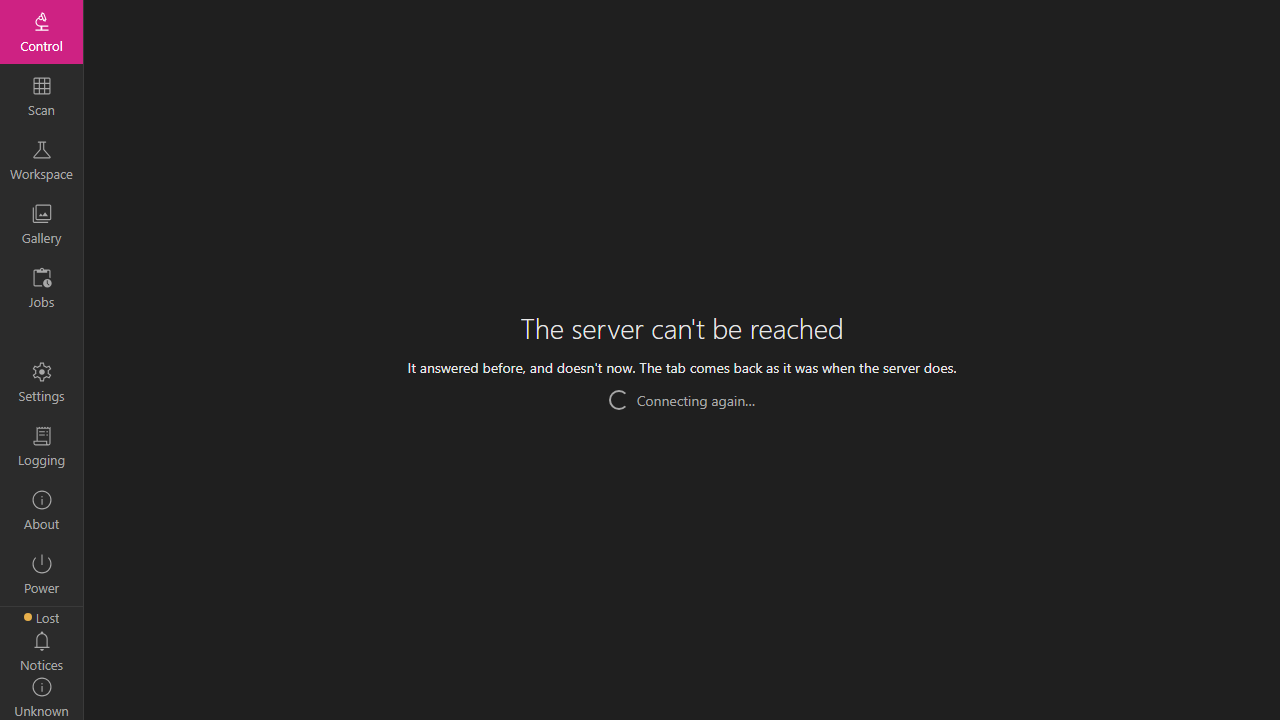 Control
Scan
Workspace
Gallery
Jobs
Settings
Logging
About
Power
Lost
Notices
Unknown
The server can't be reached
It answered before, and doesn't now. The tab comes back as it was when the server does.
Connecting again...